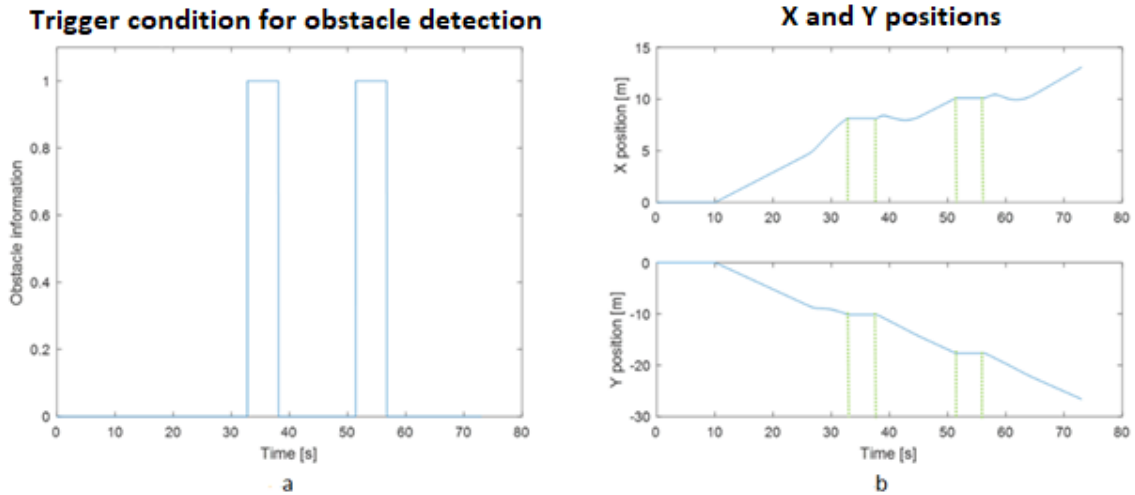 Trigger condition for obstacle detection
Obstacle information
1
0.8
0.6
0.4
0.2
0
0 10 20 30 40 50 60 70 80
Time [s]
a
X and Y positions
X position [m]
15
10
5
0
0 10 20 30 40 50 60 70 80
Y position [m]
0
-10
-20
-30
0 10 20 30 40 50 60 70 80
Time [s]
b